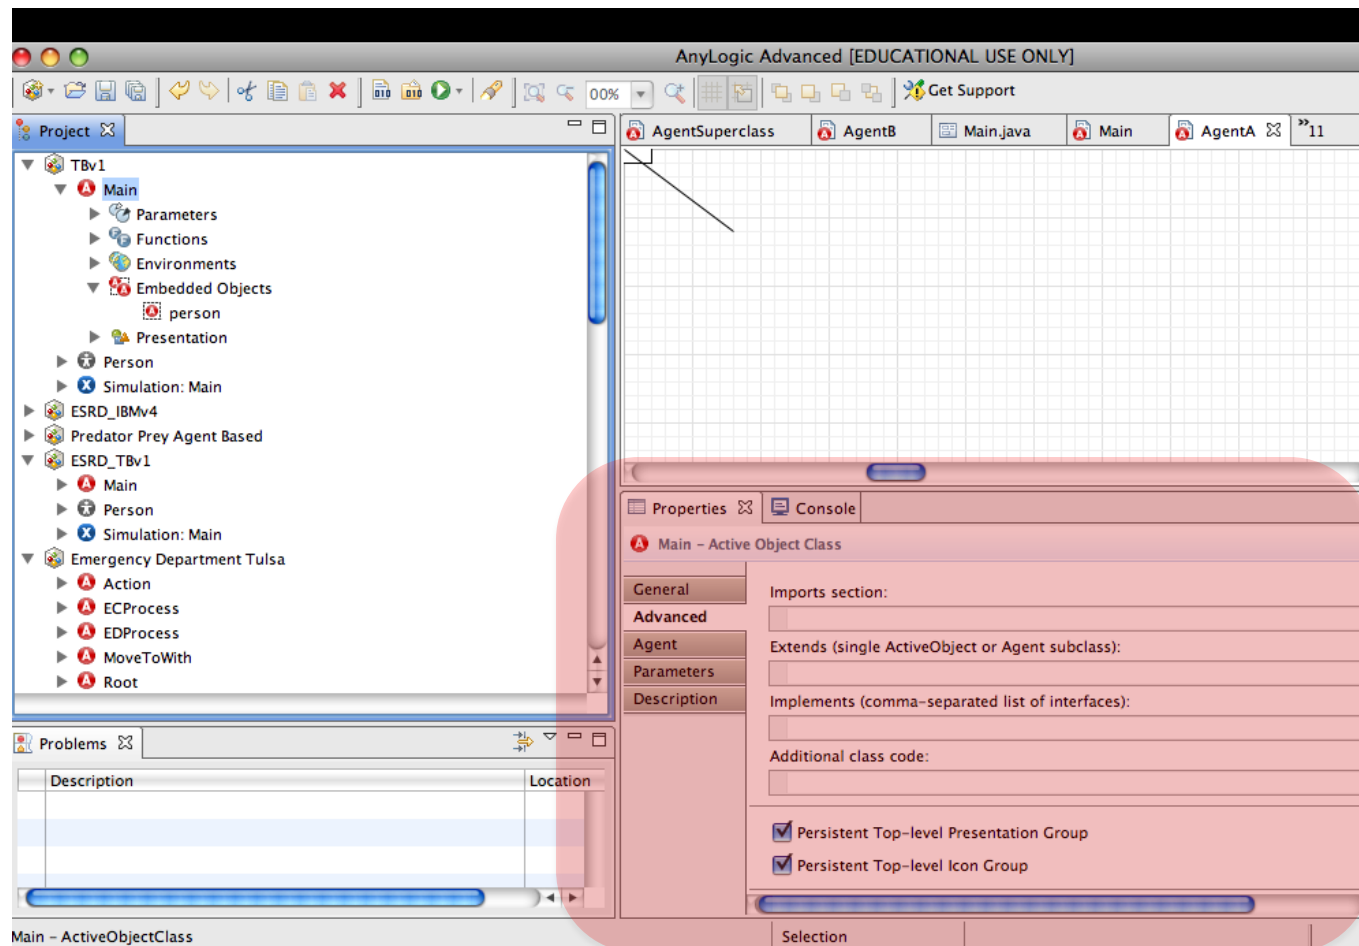 AnyLogic Advanced [EDUCATIONAL USE ONLY]
00%
Get Support
Project
AgentSuperclass
AgentB
Main.java
Main
AgentA
»11
TBv1
Main
Parameters
Functions
Environments
Embedded Objects
person
Presentation
Person
Simulation: Main
ESRD_IBMv4
Predator Prey Agent Based
ESRD_TBv1
Main
Person
Simulation: Main
Emergency Department Tulsa
Action
ECProcess
EDProcess
MoveToWith
Root
Properties
Console
Main - Active Object Class
General
Advanced
Agent
Parameters
Description
Imports section:
Extends (single ActiveObject or Agent subclass):
Implements (comma-separated list of interfaces):
Additional class code:
Persistent Top-level Presentation Group
Persistent Top-level Icon Group
Problems
Description
Location
Main - ActiveObjectClass
Selection